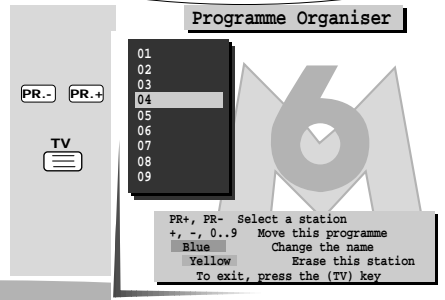 Programme Organiser
01
02
03
04
05
06
07
08
09
PR.- PR.+
TV
6
PR+, PR- Select a station
+, -, 0..9 Move this programme
Blue Change the name
Yellow Erase this station
To exit, press the (TV) key